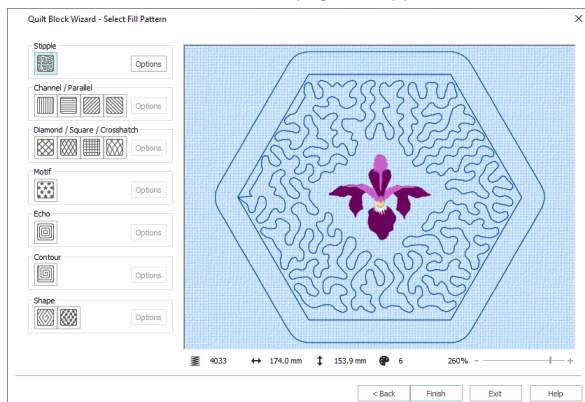 Quilt Block Wizard - Select Fill Pattern
Stipple
Options
Channel / Parallel
Options
Diamond / Square / Crosshatch
Options
Motif
Options
Echo
Options
Contour
Options
Shape
Options
4033 174.0 mm 153.9 mm 6 260% - +
< Back Finish Exit Help